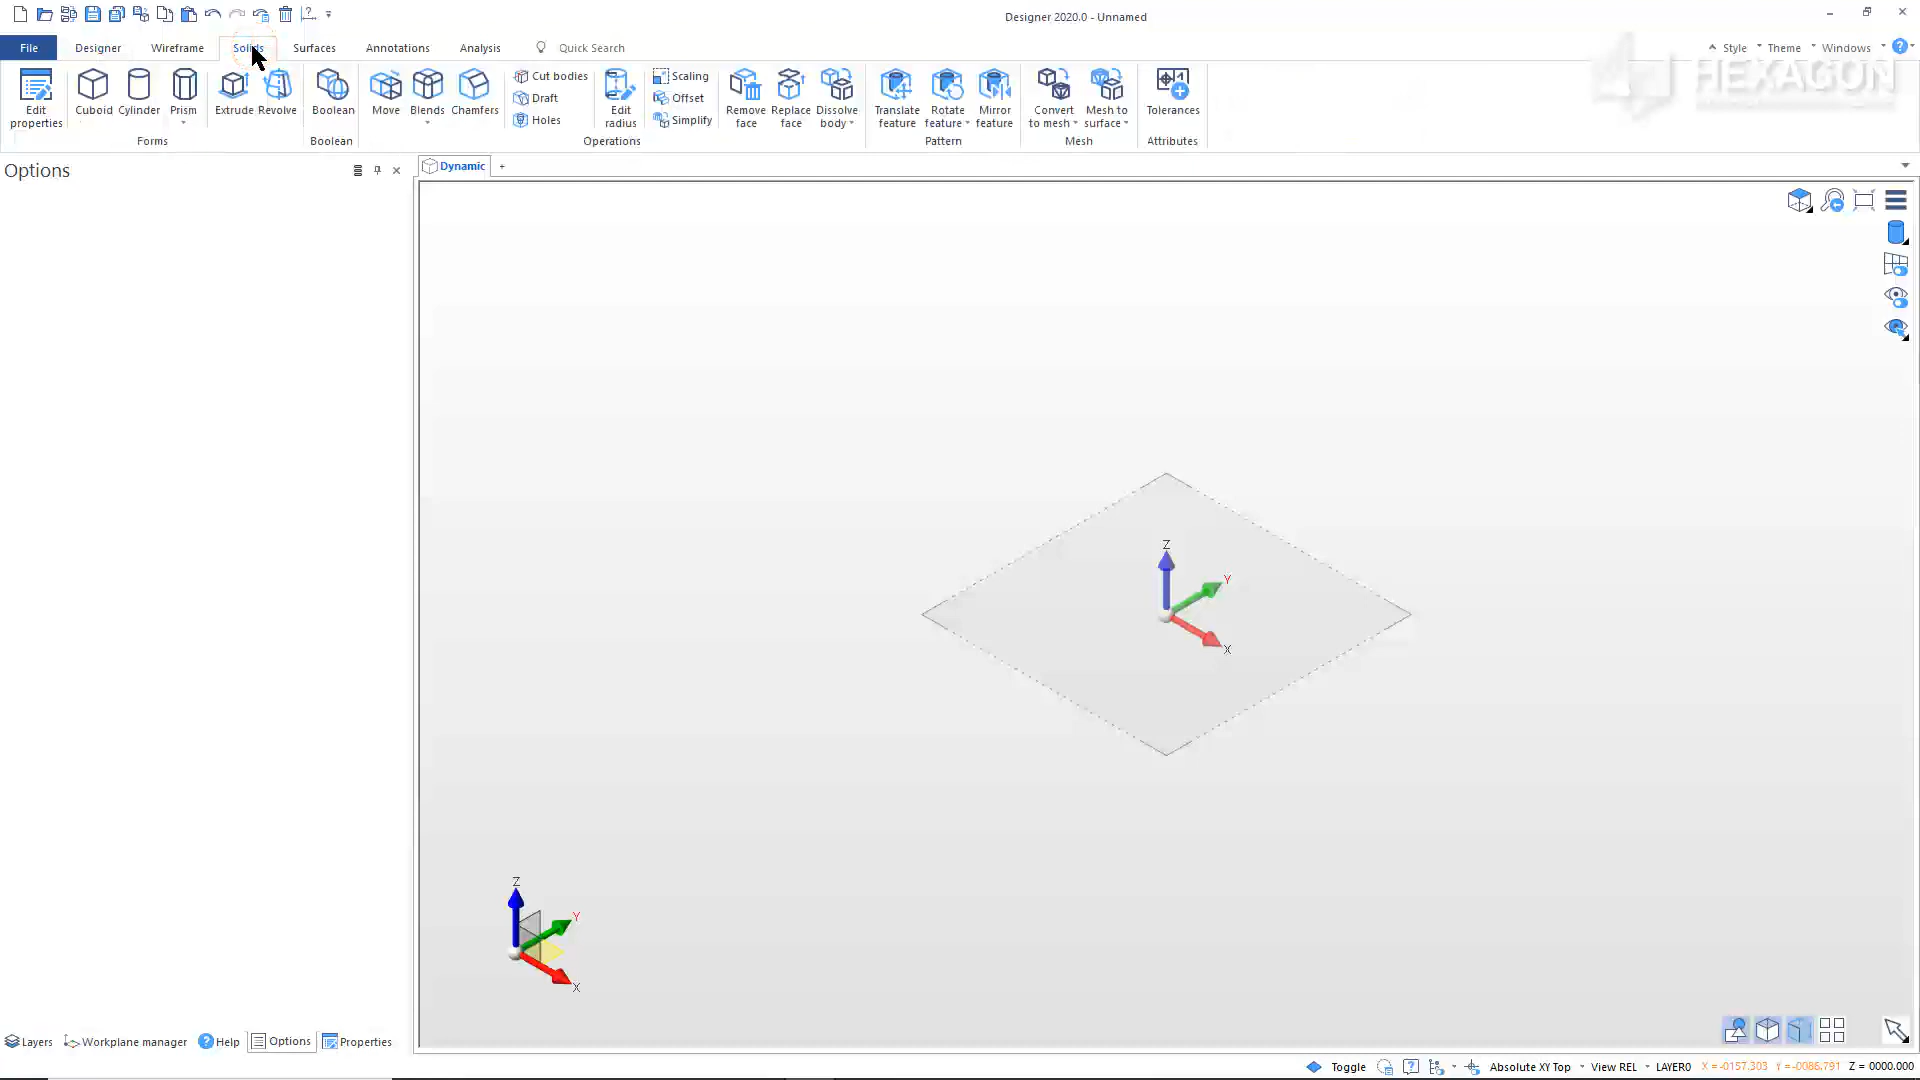 Designer 2020.0 - Unnamed
File Designer Wireframe Solids Surfaces Annotations Analysis Quick Search Style Theme Windows
HEXAGON
Edit properties
Cuboid Cylinder Prism
Extrude Revolve
Boolean
Move Blends Chamfers
Cut bodies
Draft
Holes
Edit radius
Scaling
Offset
Simplify
Remove face
Replace face
Dissolve body
Translate feature
Rotate feature
Mirror feature
Convert to mesh
Mesh to surface
Tolerances
Forms Boolean Operations Pattern Mesh Attributes
Options
Dynamic +
Z
Y
X
Z
Y
X
Layers Workplane manager Help Options Properties
Toggle Absolute XY Top View REL LAYER0 X = -0157.303 Y = -0086.791 Z = 0000.000